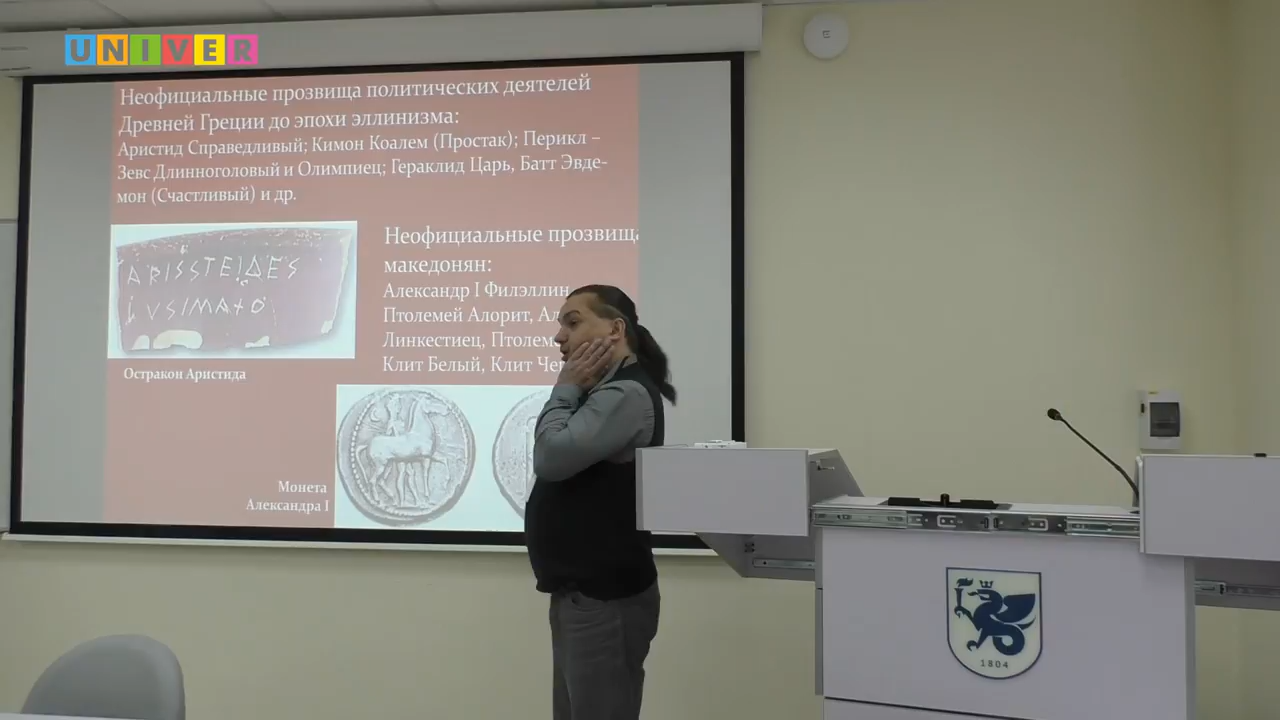 UNIVER
Неофициальные прозвища политических деятелей
Древней Греции до эпохи эллинизма:
Аристид Справедливый; Кимон Коалем (Простак); Перикл –
Зевс Длинноголовый и Олимпиец; Гераклид Царь, Батт Эвде-
мон (Счастливый) и др.
ARISSTEIDES
LVSIMA+O
Остракон Аристида
Неофициальные прозвища
македонян:
Александр I Филэллин
Птолемей Алорит,
Линкестиец,
Клит Белый, Клит
Монета
Александра I
1804